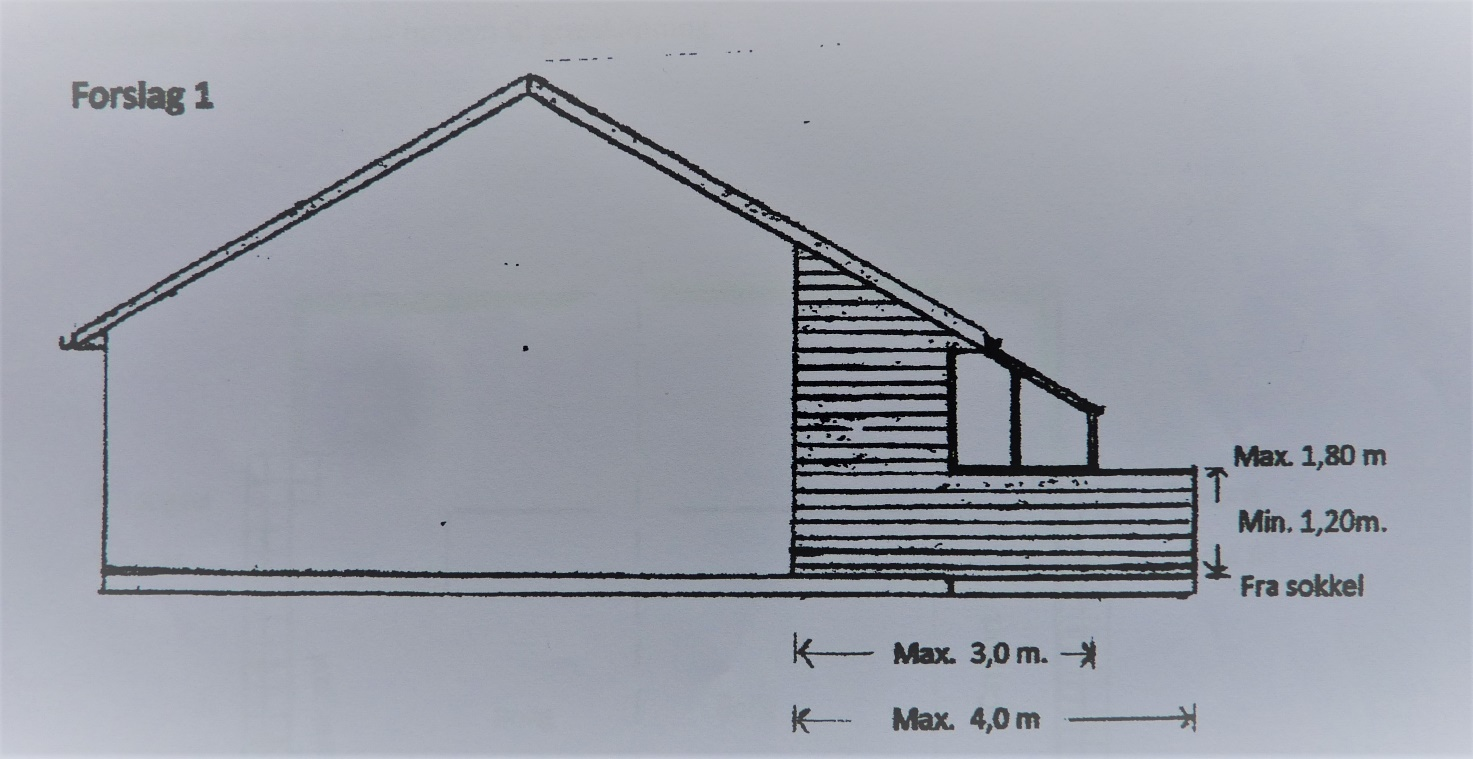 Forslag 1
Max. 1,80 m
Min. 1,20m.
Fra sokkel
Max. 3,0 m.
Max. 4,0 m